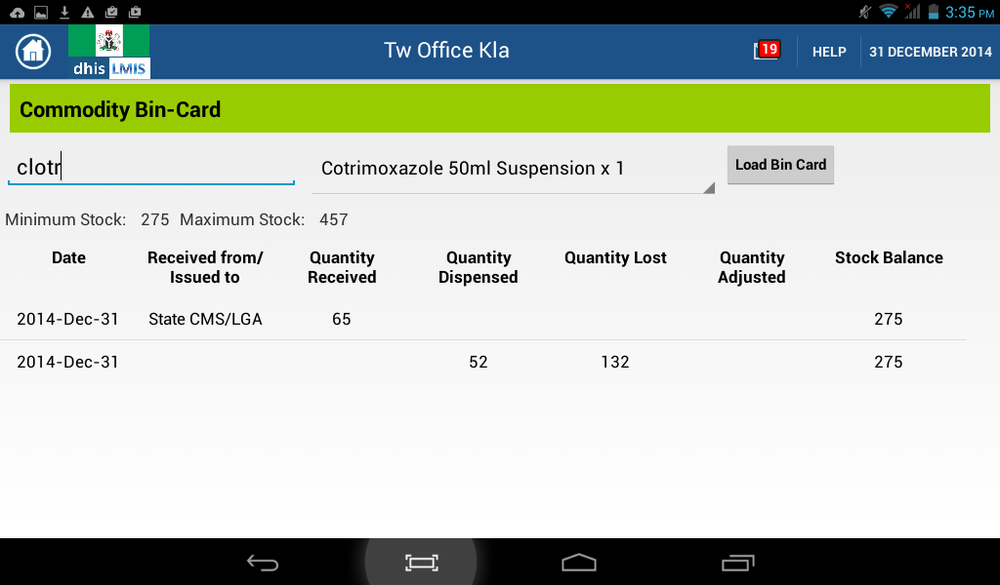 3:35 PM
dhis LMIS
Tw Office Kla
19
HELP
31 DECEMBER 2014
Commodity Bin-Card
clotr
Cotrimoxazole 50ml Suspension x 1
Load Bin Card
Minimum Stock: 275 Maximum Stock: 457
Date Received from/ Quantity Quantity Quantity Lost Quantity Stock Balance
Issued to Received Dispensed Adjusted
2014-Dec-31 State CMS/LGA 65 275
2014-Dec-31 52 132 275